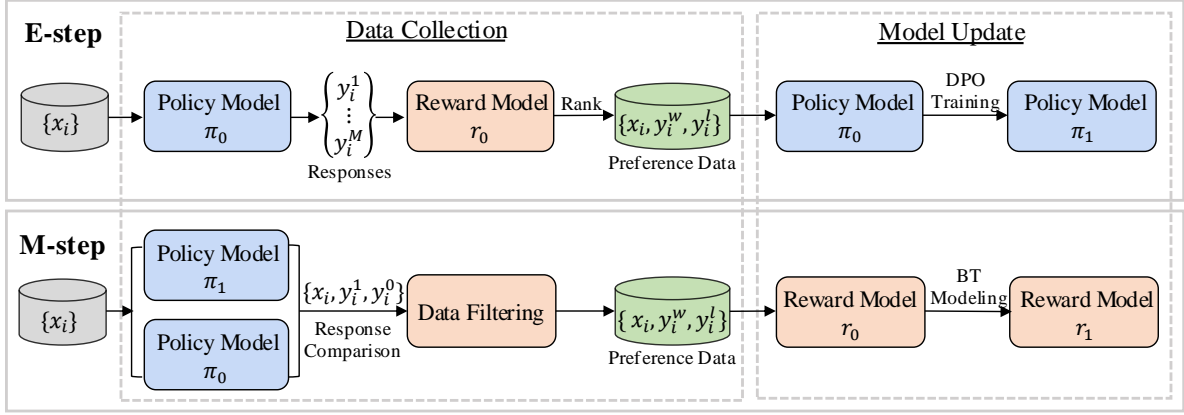 E-step
Data Collection
Model Update
{x_i}
Policy Model
π_0
y_i^1
⋮
y_i^M
Responses
Reward Model
r_0
Rank
{x_i, y_i^w, y_i^l}
Preference Data
Policy Model
π_0
DPO
Training
Policy Model
π_1
M-step
{x_i}
Policy Model
π_1
Policy Model
π_0
{x_i, y_i^1, y_i^0}
Response
Comparison
Data Filtering
{ x_i, y_i^w, y_i^l}
Preference Data
Reward Model
r_0
BT
Modeling
Reward Model
r_1